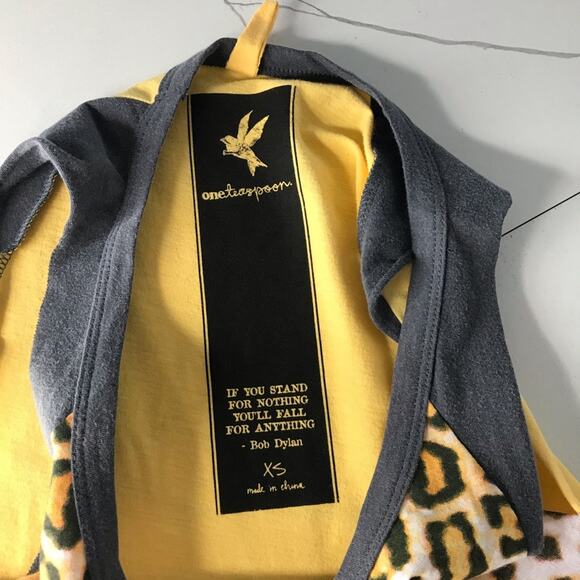 oneteaspoon.
IF YOU STAND
FOR NOTHING
YOU'LL FALL
FOR ANYTHING
- Bob Dylan
XS
made in china